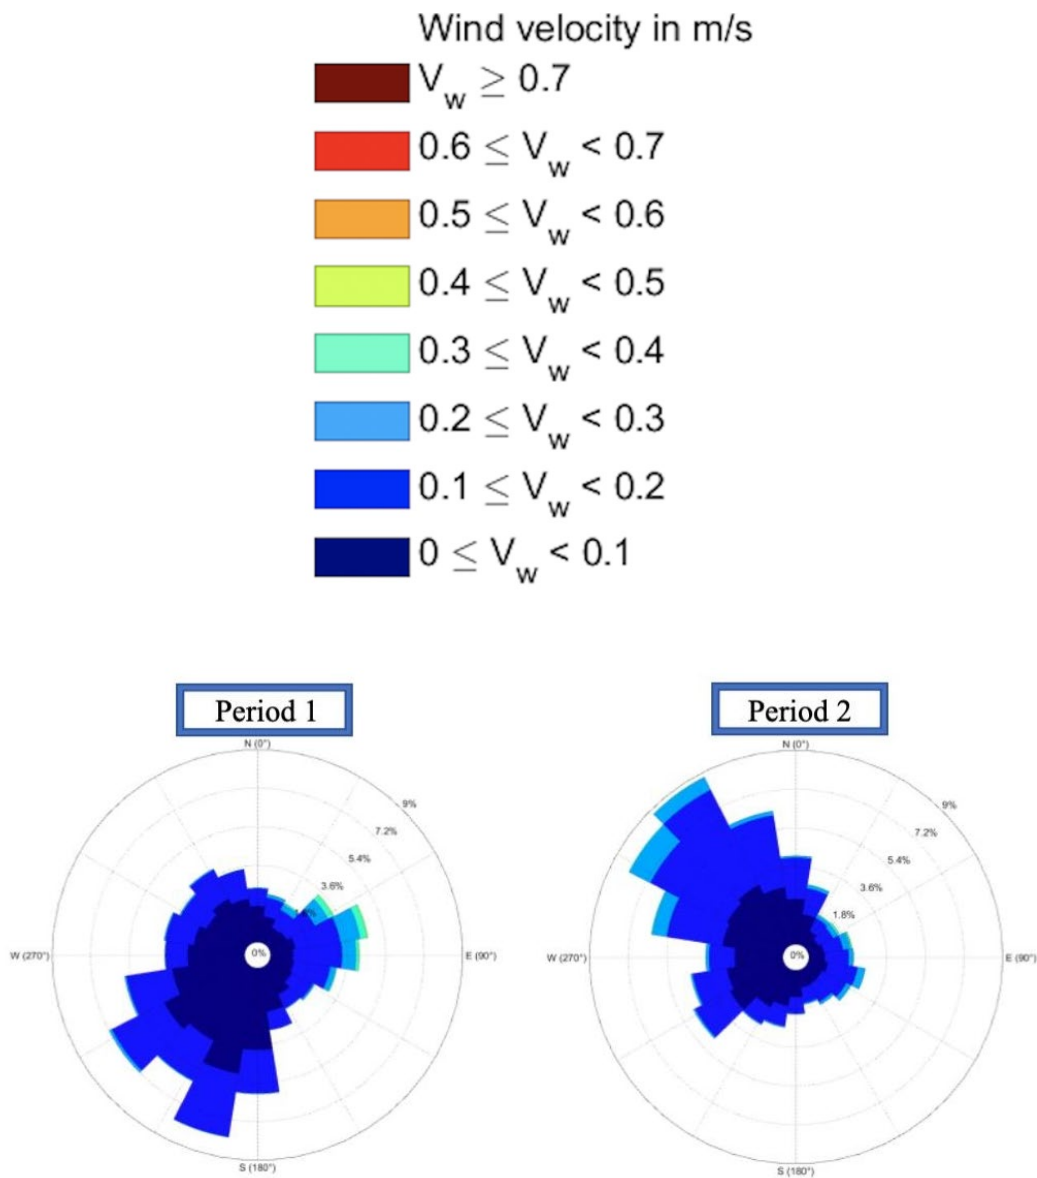 Wind velocity in m/s
V_w ≥ 0.7
0.6 ≤ V_w < 0.7
0.5 ≤ V_w < 0.6
0.4 ≤ V_w < 0.5
0.3 ≤ V_w < 0.4
0.2 ≤ V_w < 0.3
0.1 ≤ V_w < 0.2
0 ≤ V_w < 0.1
Period 1
N (0°)
9%
7.2%
5.4%
3.6%
W (270°)
0%
E (90°)
S (180°)
Period 2
N (0°)
9%
7.2%
5.4%
3.6%
1.8%
W (270°)
0%
E (90°)
S (180°)